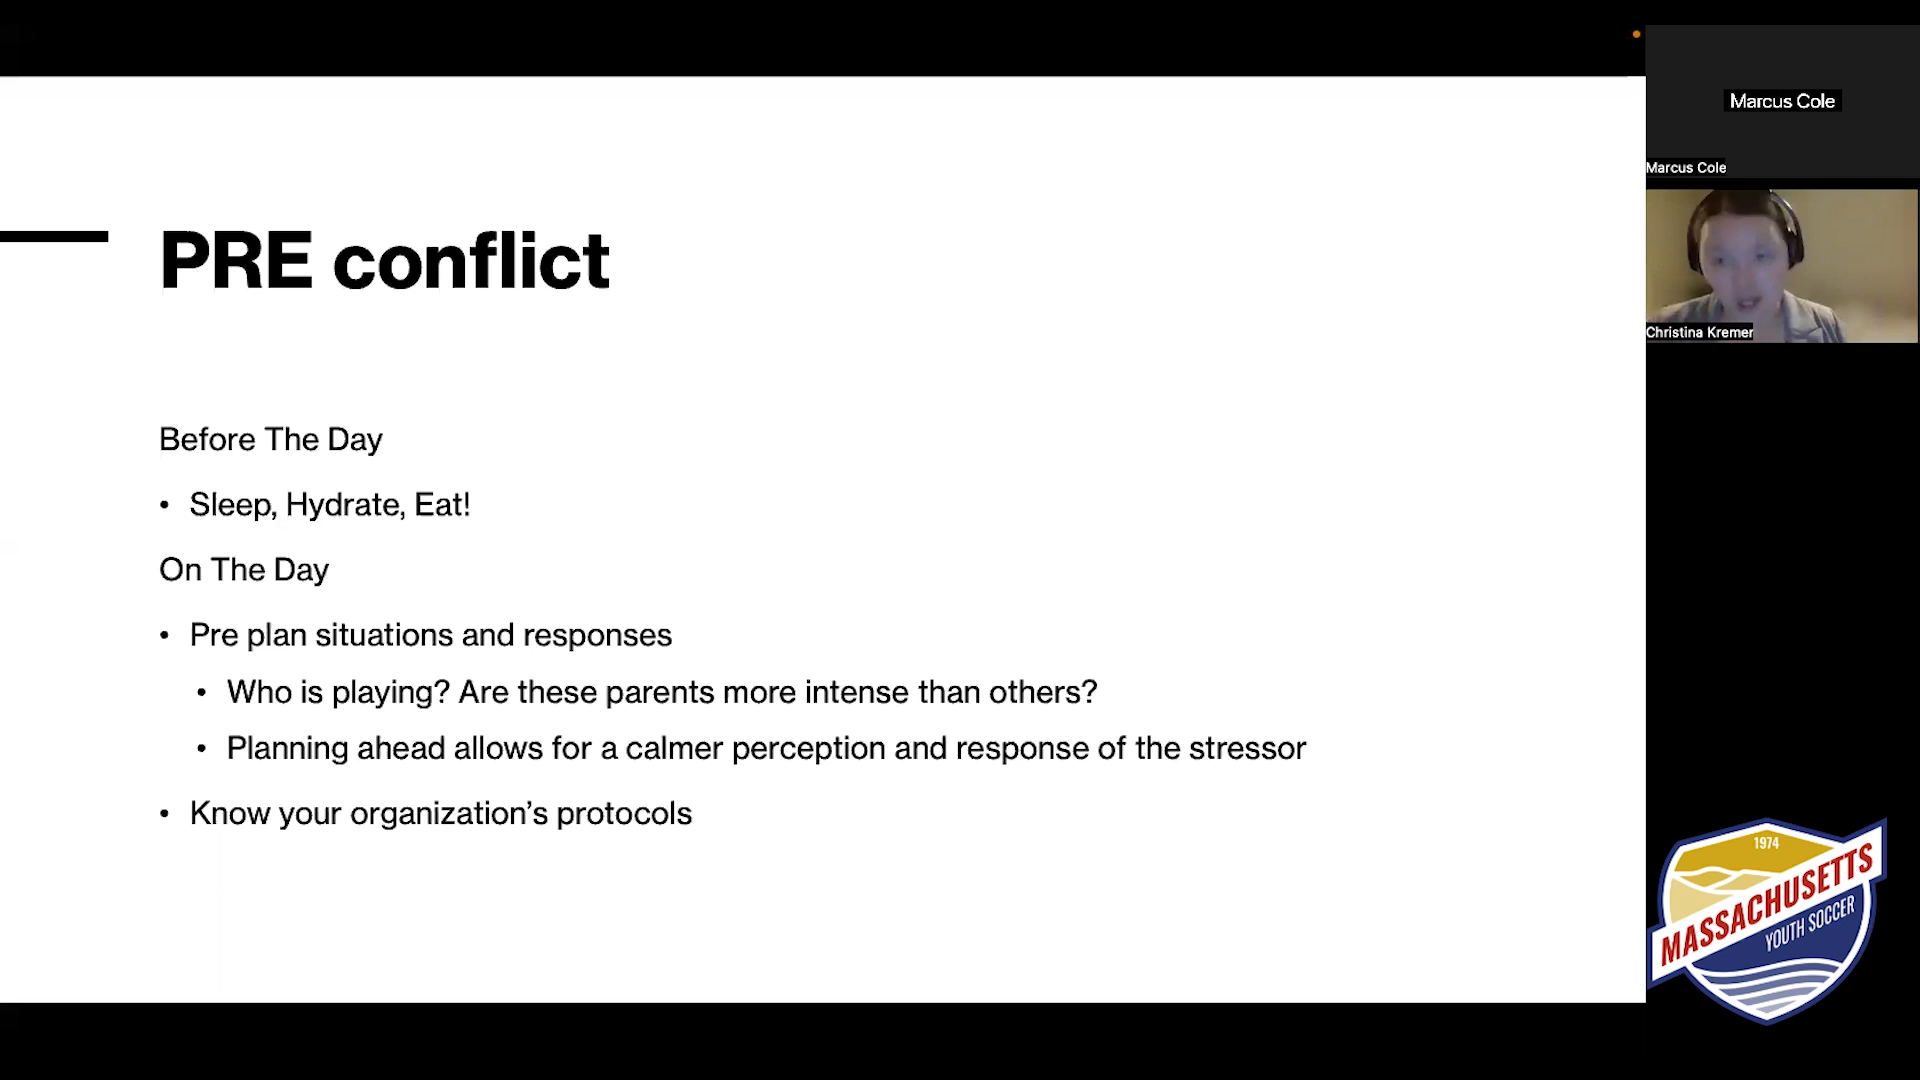 PRE conflict
Before The Day
• Sleep, Hydrate, Eat!
On The Day
• Pre plan situations and responses
• Who is playing? Are these parents more intense than others?
• Planning ahead allows for a calmer perception and response of the stressor
• Know your organization’s protocols
Marcus Cole
Marcus Cole
Christina Kremer
1974
MASSACHUSETTS
YOUTH SOCCER